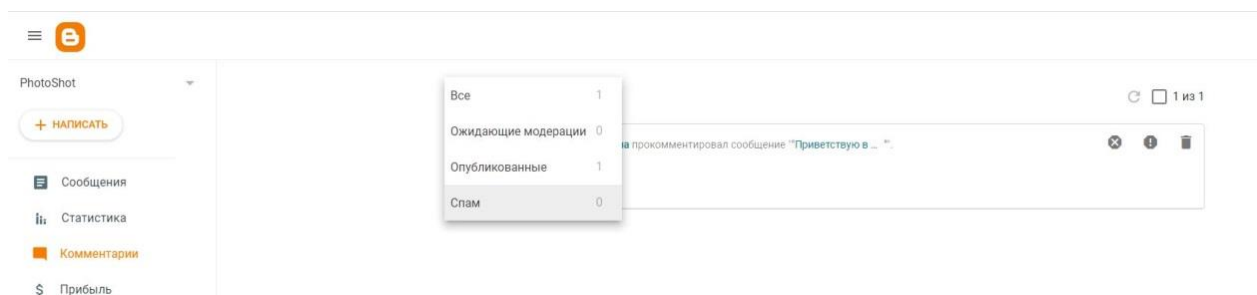 PhotoShot
+ НАПИСАТЬ
Сообщения
Статистика
Комментарии
$ Прибыль
Все 1
Ожидающие модерации 0
Опубликованные 1
Спам 0
1 из 1
на прокомментировал сообщение "“Приветствую в ... ”".